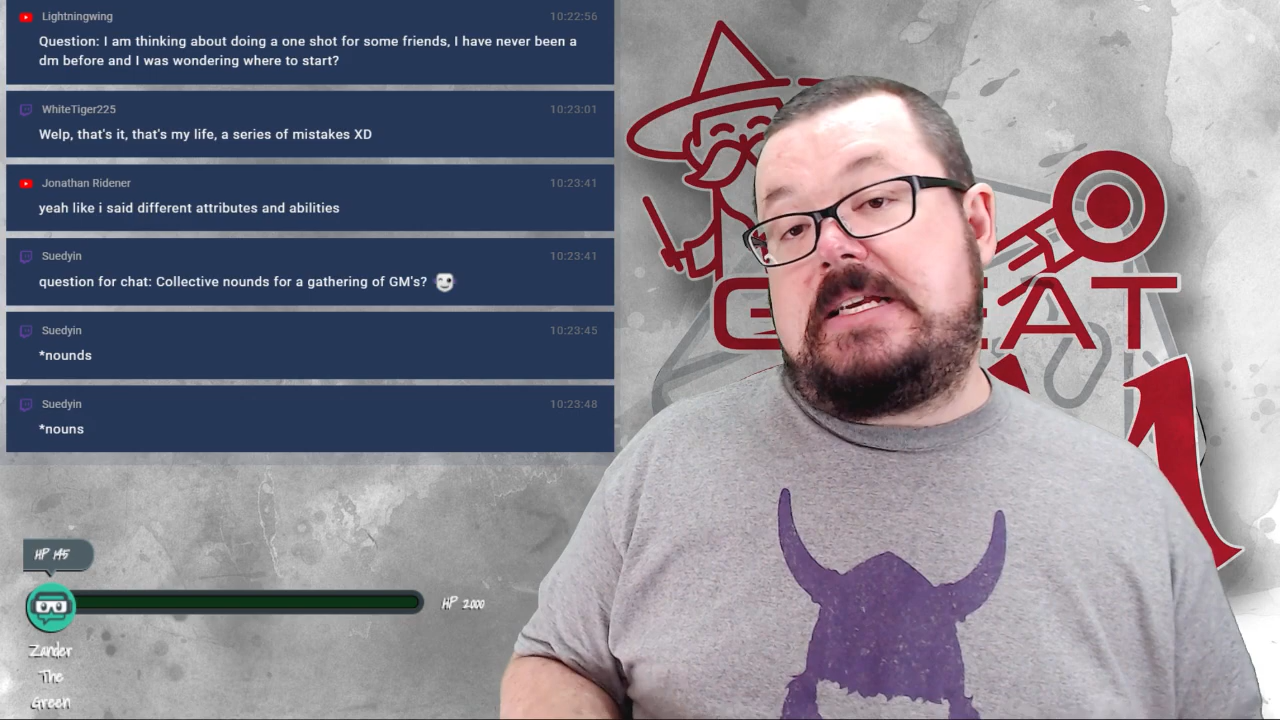 Lightningwing 10:22:56
Question: I am thinking about doing a one shot for some friends, I have never been a
dm before and I was wondering where to start?
WhiteTiger225 10:23:01
Welp, that's it, that's my life, a series of mistakes XD
Jonathan Ridener 10:23:41
yeah like i said different attributes and abilities
Suedyin 10:23:41
question for chat: Collective nounds for a gathering of GM's?
Suedyin 10:23:45
*nounds
Suedyin 10:23:48
*nouns
HP 195
HP 2000
Zander
The
Green